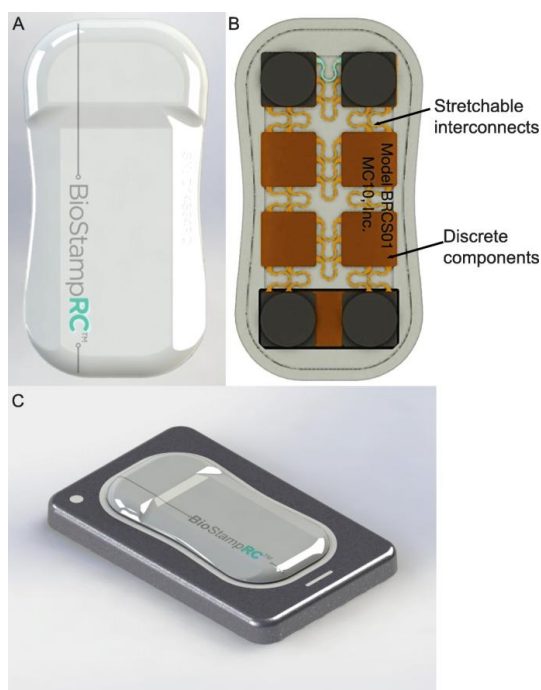 A
B
BioStampRC™
Stretchable
interconnects
Model BRCS01
MC10, Inc.
Discrete
components
C
BioStampRC™